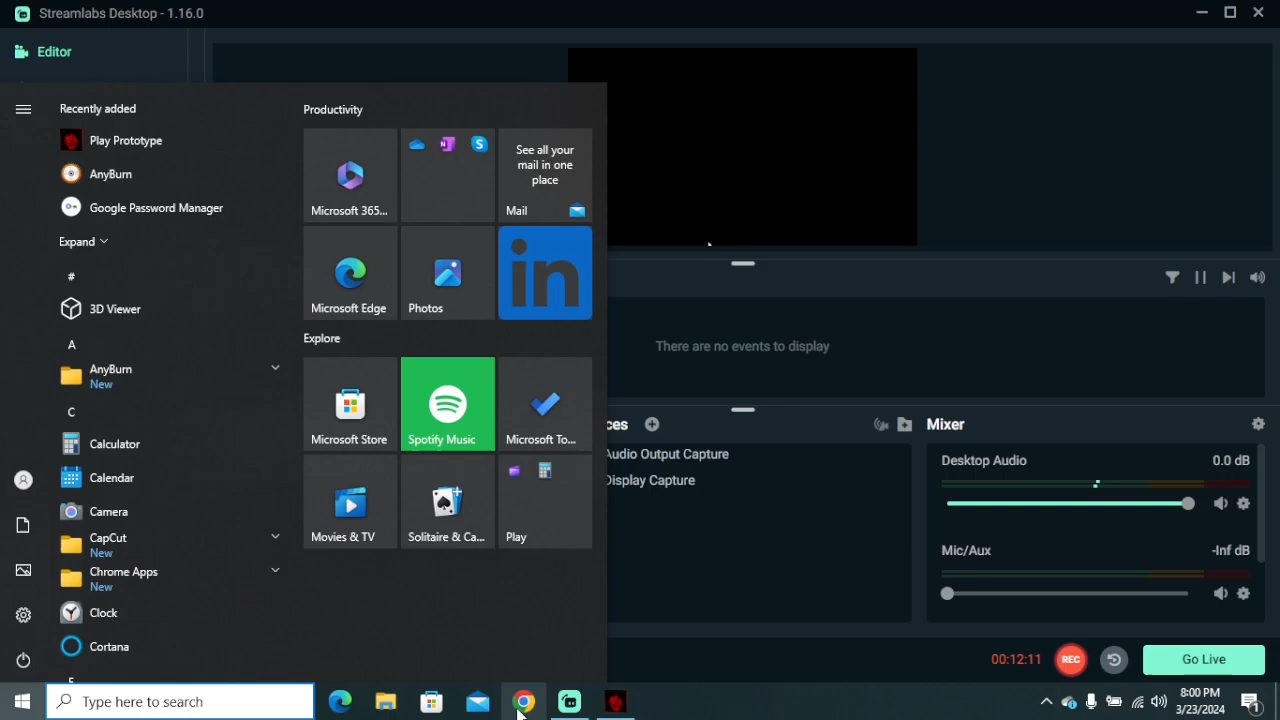 Streamlabs Desktop - 1.16.0
Editor
Recently added
Play Prototype
AnyBurn
Google Password Manager
Expand
#
3D Viewer
A
AnyBurn
New
C
Calculator
Calendar
Camera
CapCut
New
Chrome Apps
New
Clock
Cortana
Productivity
Microsoft 365...
See all your
mail in one
place
Mail
Microsoft Edge
Photos
in
Explore
Microsoft Store
Spotify Music
Microsoft To...
Movies & TV
Solitaire & Ca...
Play
There are no events to display
ces
Audio Output Capture
Display Capture
Mixer
Desktop Audio
0.0 dB
Mic/Aux
-Inf dB
00:12:11
REC
Go Live
Type here to search
8:00 PM
3/23/2024
1